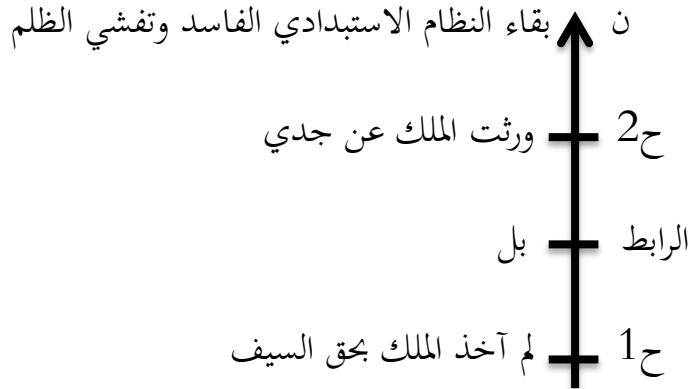 ن بقاء النظام الاستبدادي الفاسد وتفشي الظلم
ح2 ورثت الملك عن جدي
الرابط بل
ح1 لم آخذ الملك بحق السيف